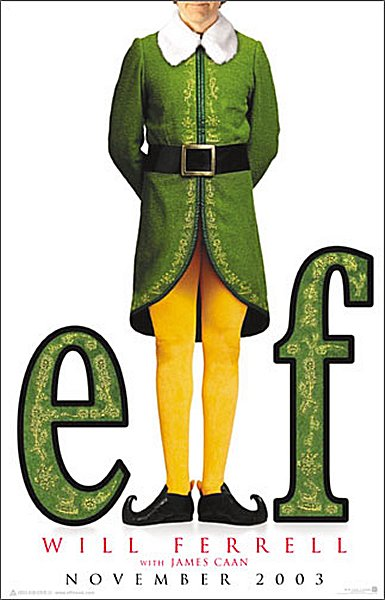 elf
WILL FERRELL
WITH JAMES CAAN
NOVEMBER 2003